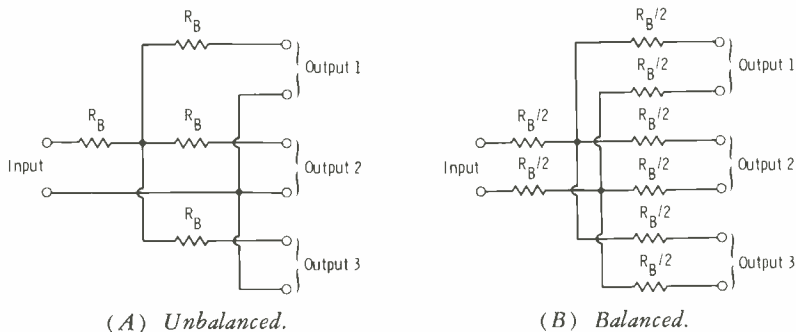 R_B
Output 1
R_B
R_B
Input
Output 2
R_B
Output 3
(A) Unbalanced.
R_B/2
R_B/2
Output 1
R_B/2
R_B/2
Input
R_B/2
R_B/2
Output 2
R_B/2
Output 3
R_B/2
(B) Balanced.